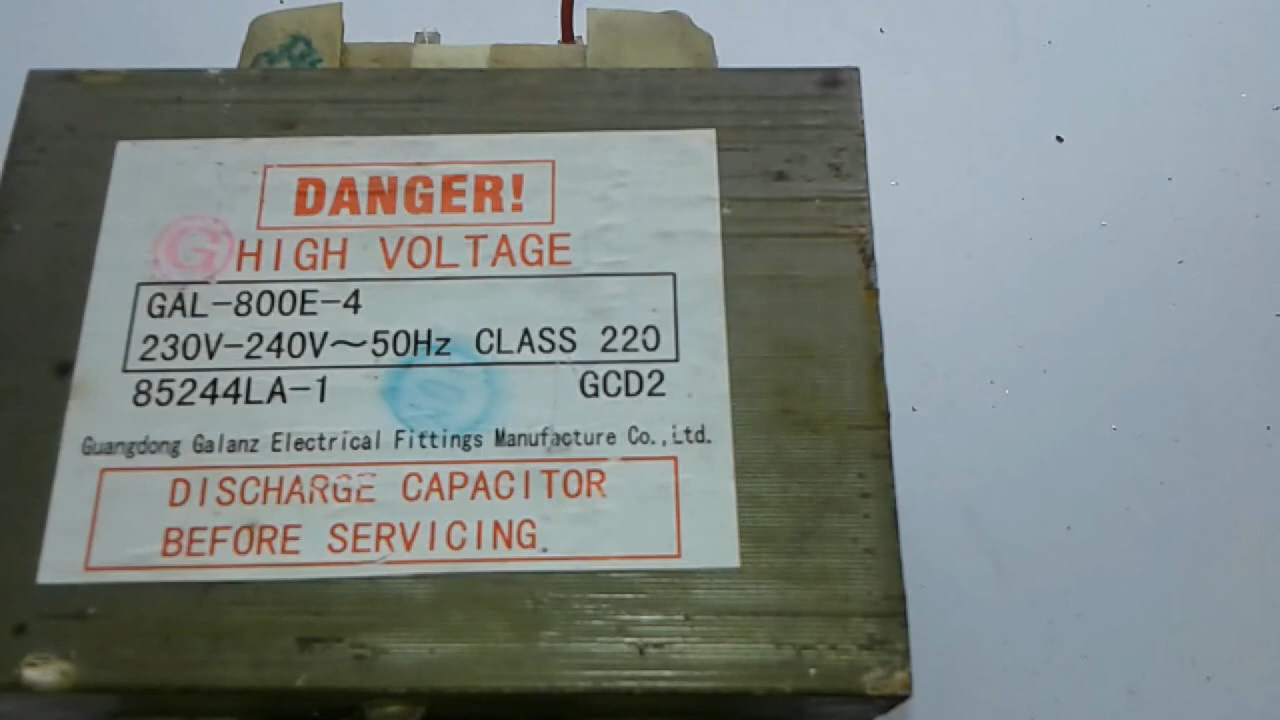 DANGER!
G HIGH VOLTAGE
GAL-800E-4
230V-240V～50Hz CLASS 220
85244LA-1 GCD2
Guangdong Galanz Electrical Fittings Manufacture Co.,Ltd.
DISCHARGE CAPACITOR
BEFORE SERVICING.